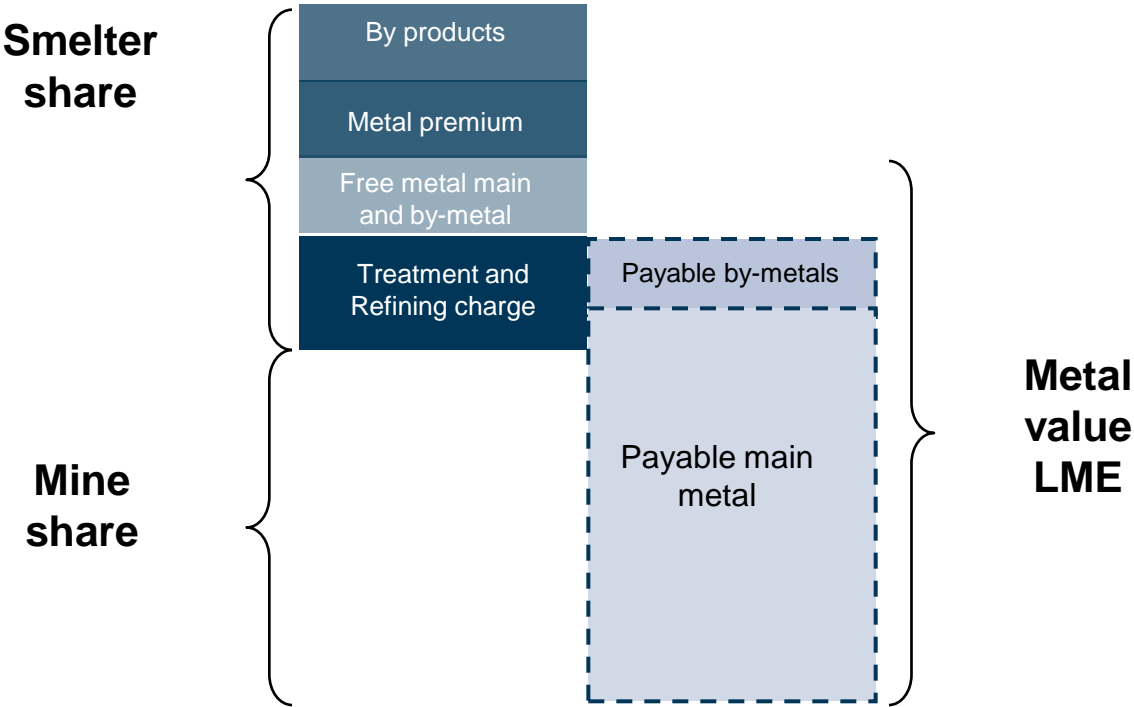 Smelter
share
By products
Metal premium
Free metal main
and by-metal
Treatment and
Refining charge
Payable by-metals
Mine
share
Payable main
metal
Metal
value
LME